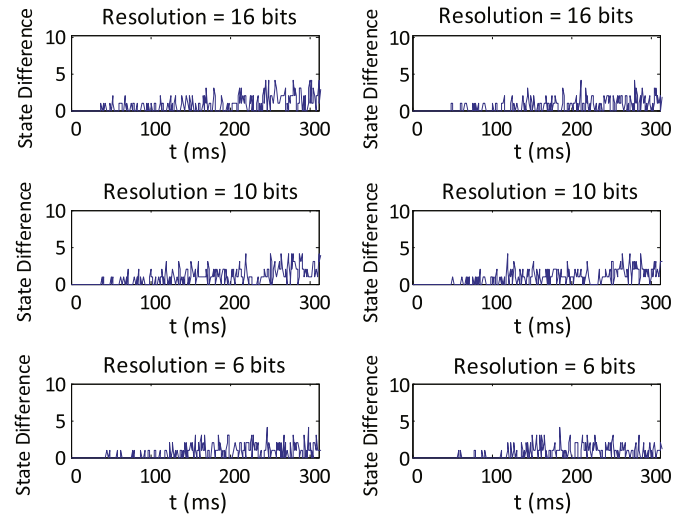 Resolution = 16 bits
Resolution = 16 bits
State Difference
10
5
0
0 100 200 300
t (ms)
State Difference
10
5
0
0 100 200 300
t (ms)
Resolution = 10 bits
Resolution = 10 bits
State Difference
10
5
0
0 100 200 300
t (ms)
State Difference
10
5
0
0 100 200 300
t (ms)
Resolution = 6 bits
Resolution = 6 bits
State Difference
10
5
0
0 100 200 300
t (ms)
State Difference
10
5
0
0 100 200 300
t (ms)